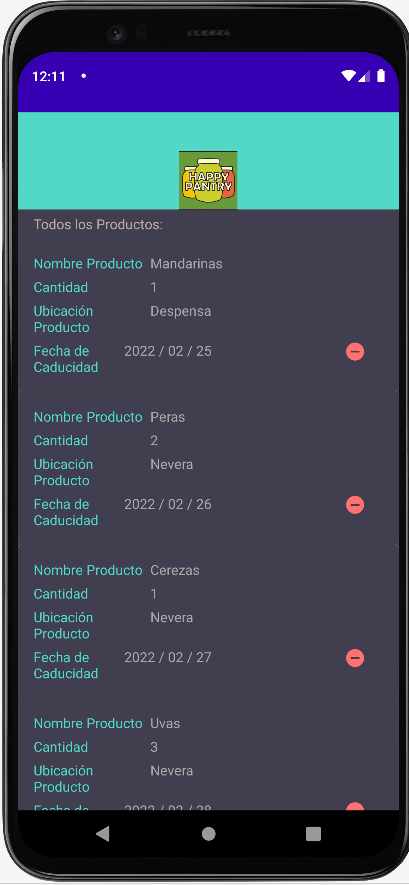 12:11
HAPPY
PANTRY
Todos los Productos:
Nombre Producto Mandarinas
Cantidad 1
Ubicación Despensa
Producto
Fecha de 2022 / 02 / 25
Caducidad
Nombre Producto Peras
Cantidad 2
Ubicación Nevera
Producto
Fecha de 2022 / 02 / 26
Caducidad
Nombre Producto Cerezas
Cantidad 1
Ubicación Nevera
Producto
Fecha de 2022 / 02 / 27
Caducidad
Nombre Producto Uvas
Cantidad 3
Ubicación Nevera
Producto
Fecha de 2022 / 02 / 28